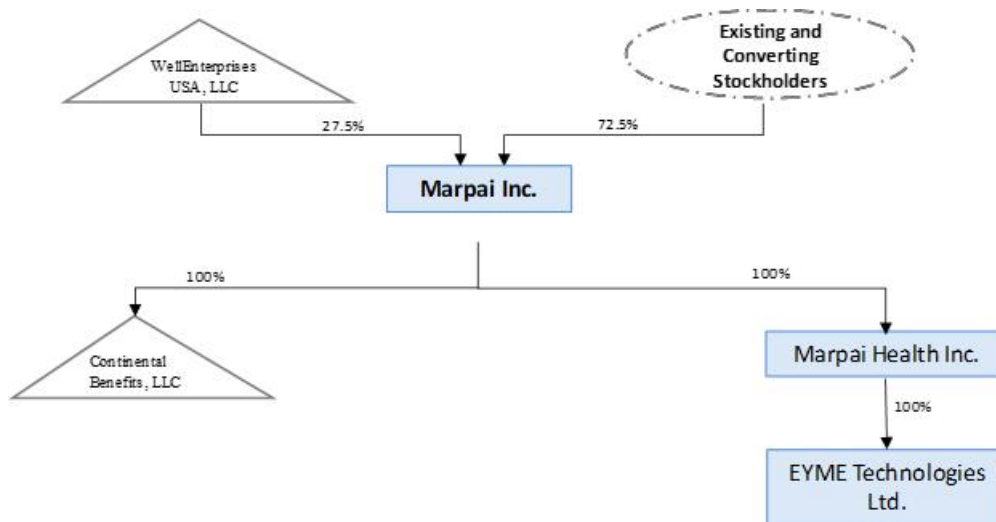 WellEnterprises
USA, LLC
Existing and
Converting
Stockholders
27.5%
72.5%
Marpai Inc.
100%
100%
Continental
Benefits, LLC
Marpai Health Inc.
100%
EYME Technologies
Ltd.